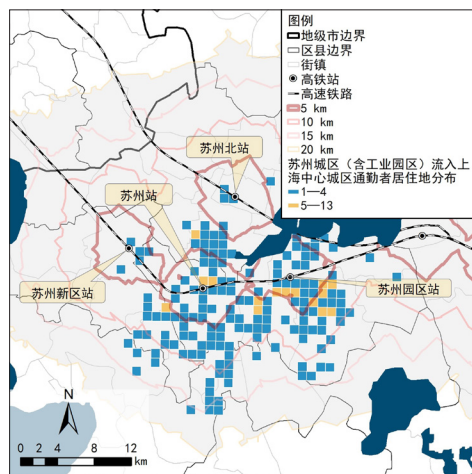 图例
地级市边界
区县边界
街镇
高铁站
高速铁路
5 km
10 km
15 km
20 km
苏州城区（含工业园区）流入上
海中心城区通勤者居住地分布
1—4
5—13
苏州北站
苏州站
苏州新区站
苏州园区站
N
0 2 4 8 12
km